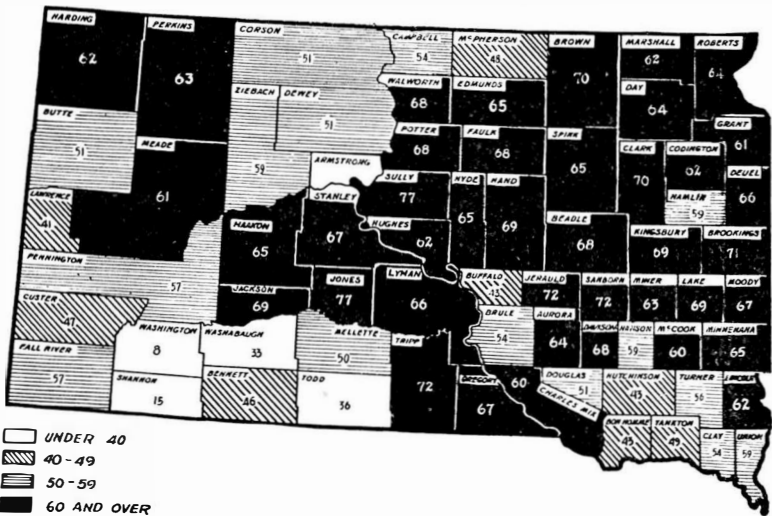 HARDING
62
PERKINS
63
CORSON
51
CAMPBELL
54
McPHERSON
48
BROWN
70
MARSHALL
62
ROBERTS
64
WALWORTH
68
EDMUNDS
65
DAY
64
BUTTE
51
ZIEBACH
59
DEWEY
51
POTTER
68
FAULK
68
SPINK
65
CLARK
70
CODINGTON
62
GRANT
61
MEADE
61
ARMSTRONG
SULLY
77
HYDE
65
HAND
69
HAMLIN
59
DEUEL
66
LAWRENCE
41
HAAKON
65
STANLEY
67
HUGHES
62
BEADLE
68
KINGSBURY
69
BROOKINGS
71
PENNINGTON
57
JACKSON
69
JONES
77
LYMAN
66
BUFFALO
JERAULD
72
SANBORN
72
MINER
63
LAKE
69
MOODY
67
CUSTER
47
WASHINGTON
8
WASHABAUGH
33
MELLETTE
50
TRIPP
72
BRULE
54
AURORA
64
DAVISON
68
HANSON
59
McCOOK
60
MINNEHAHA
65
FALL RIVER
57
SHANNON
15
BENNETT
46
TODD
36
GREGORY
67
60
CHARLES MIX
DOUGLAS
51
HUTCHINSON
43
TURNER
56
LINCOLN
62
BON HOMME
45
YANKTON
49
CLAY
54
UNION
59
UNDER 40
40-49
50-59
60 AND OVER